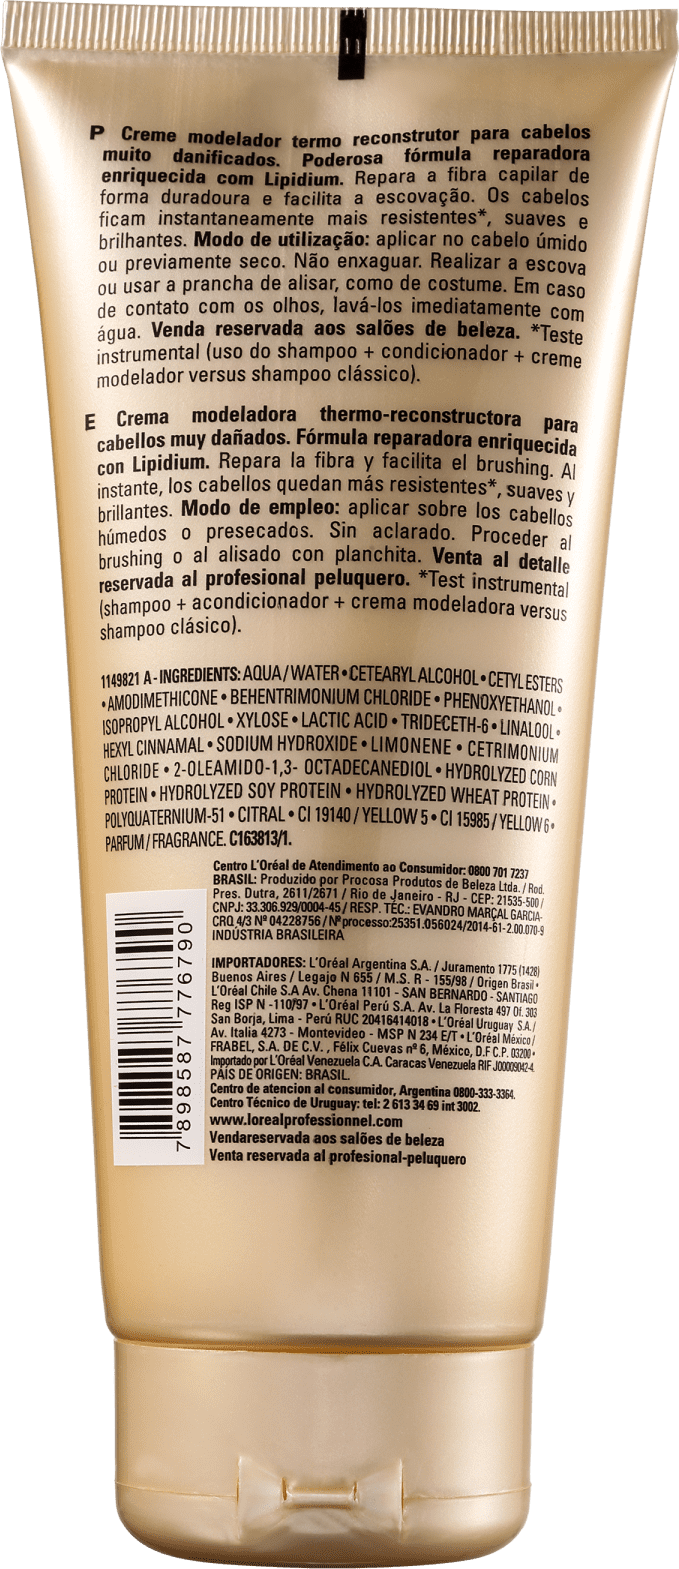 P Creme modelador termo reconstrutor para cabelos
muito danificados. Poderosa fórmula reparadora
enriquecida com Lipidium. Repara a fibra capilar de
forma duradoura e facilita a escovação. Os cabelos
ficam instantaneamente mais resistentes*, suaves e
brilhantes. Modo de utilização: aplicar no cabelo úmido
ou previamente seco. Não enxaguar. Realizar a escova
ou usar a prancha de alisar, como de costume. Em caso
de contato com os olhos, lavá-los imediatamente com
água. Venda reservada aos salões de beleza. *Teste
instrumental (uso do shampoo + condicionador + creme
modelador versus shampoo clássico).
E Crema modeladora thermo-reconstructora para
cabellos muy dañados. Fórmula reparadora enriquecida
con Lipidium. Repara la fibra y facilita el brushing. Al
instante, los cabellos quedan más resistentes*, suaves y
brillantes. Modo de empleo: aplicar sobre los cabellos
húmedos o presecados. Sin aclarado. Proceder al
brushing o al alisado con planchita. Venta al detalle
reservada al profesional peluquero. *Test instrumental
(shampoo + acondicionador + crema modeladora versus
shampoo clásico).
1149821 A - INGREDIENTS: AQUA / WATER • CETEARYL ALCOHOL • CETYL ESTERS
• AMODIMETHICONE • BEHENTRIMONIUM CHLORIDE • PHENOXYETHANOL •
ISOPROPYL ALCOHOL • XYLOSE • LACTIC ACID • TRIDECETH-6 • LINALOOL •
HEXYL CINNAMAL • SODIUM HYDROXIDE • LIMONENE • CETRIMONIUM
CHLORIDE • 2-OLEAMIDO-1,3- OCTADECANEDIOL • HYDROLYZED CORN
PROTEIN • HYDROLYZED SOY PROTEIN • HYDROLYZED WHEAT PROTEIN •
POLYQUATERNIUM-51 • CITRAL • CI 19140 / YELLOW 5 • CI 15985 / YELLOW 6 •
PARFUM / FRAGRANCE. C163813/1.
Centro L'Oréal de Atendimento ao Consumidor: 0800 701 7237
BRASIL: Produzido por Procosa Produtos de Beleza Ltda. / Rod.
Pres. Dutra, 2611/2671 / Rio de Janeiro - RJ - CEP: 21535-500 /
CNPJ: 33.306.929/0004-45 / RESP. TÉC.: EVANDRO MARÇAL GARCIA-
CRQ 4/3 Nº 04228756 / Nº processo:25351.056024/2014-61-2.00.070-9
INDÚSTRIA BRASILEIRA
IMPORTADORES: L'Oréal Argentina S.A. / Juramento 1775 (1428)
Buenos Aires / Legajo N 655 / M.S. R - 155/98 / Origen Brasil •
L'Oréal Chile S.A Av. Chena 11101 - SAN BERNARDO - SANTIAGO
Reg ISP N -110/97 • L'Oréal Perú S.A. Av. La Floresta 497 Of. 303
San Borja, Lima - Perú RUC 20416414018 • L'Oréal Uruguay S.A. /
Av. Italia 4273 - Montevideo - MSP N 234 E/T • L'Oréal México /
FRABEL, S.A. DE C.V. , Félix Cuevas nº 6, México, D.F C.P. 03200 •
Importado por L'Oréal Venezuela C.A. Caracas Venezuela RIF J00009042-4.
PAÍS DE ORIGEN: BRASIL.
Centro de atencion al consumidor, Argentina 0800-333-3364.
Centro Técnico de Uruguay: tel: 2 613 34 69 int 3002.
www.lorealprofessionnel.com
Vendareservada aos salões de beleza
Venta reservada al profesional-peluquero
7 898587 776790